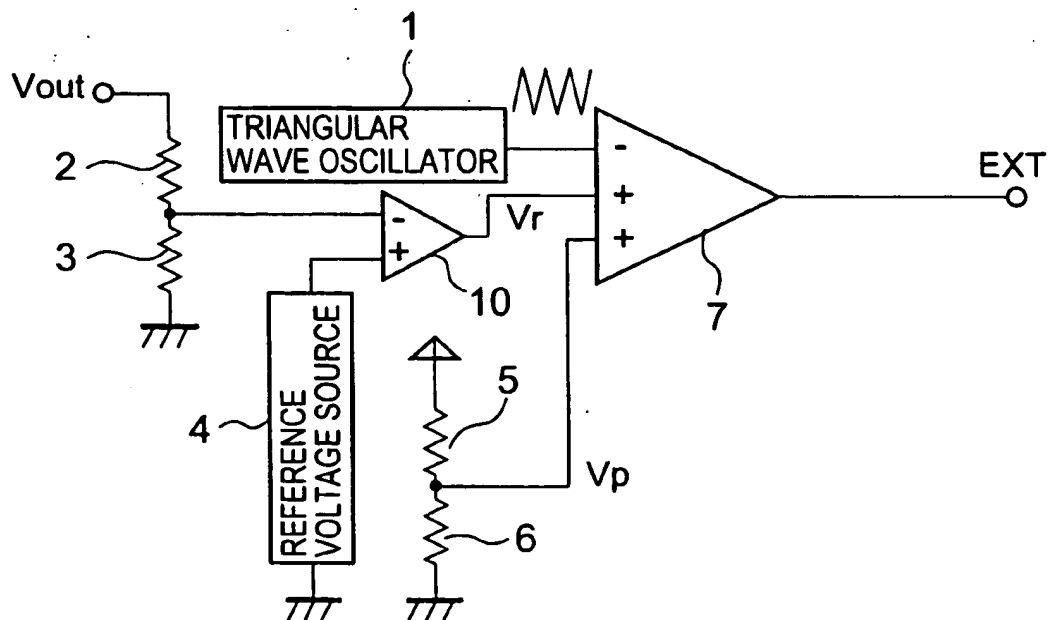 1
Vout
TRIANGULAR
WAVE OSCILLATOR
-
+
+
EXT
2
-
+
Vr
3
10
7
REFERENCE
VOLTAGE SOURCE
4
5
Vp
6